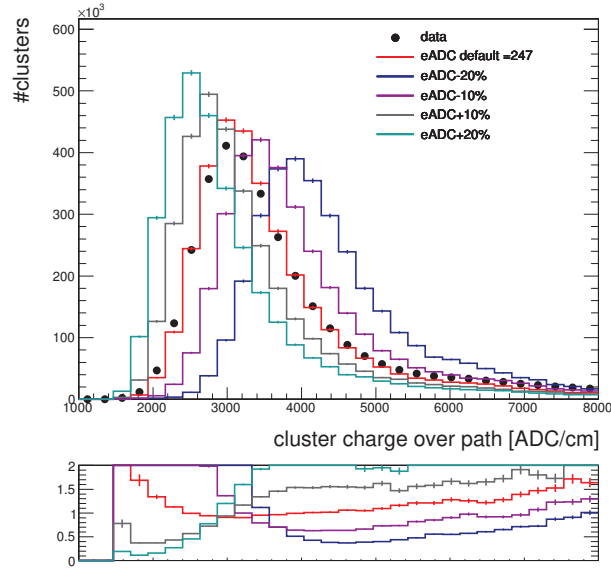 ×10³
600
500
400
300
200
100
0
#clusters
data
eADC default =247
eADC-20%
eADC-10%
eADC+10%
eADC+20%
1000 2000 3000 4000 5000 6000 7000 8000
cluster charge over path [ADC/cm]
2
1.5
1
0.5
0